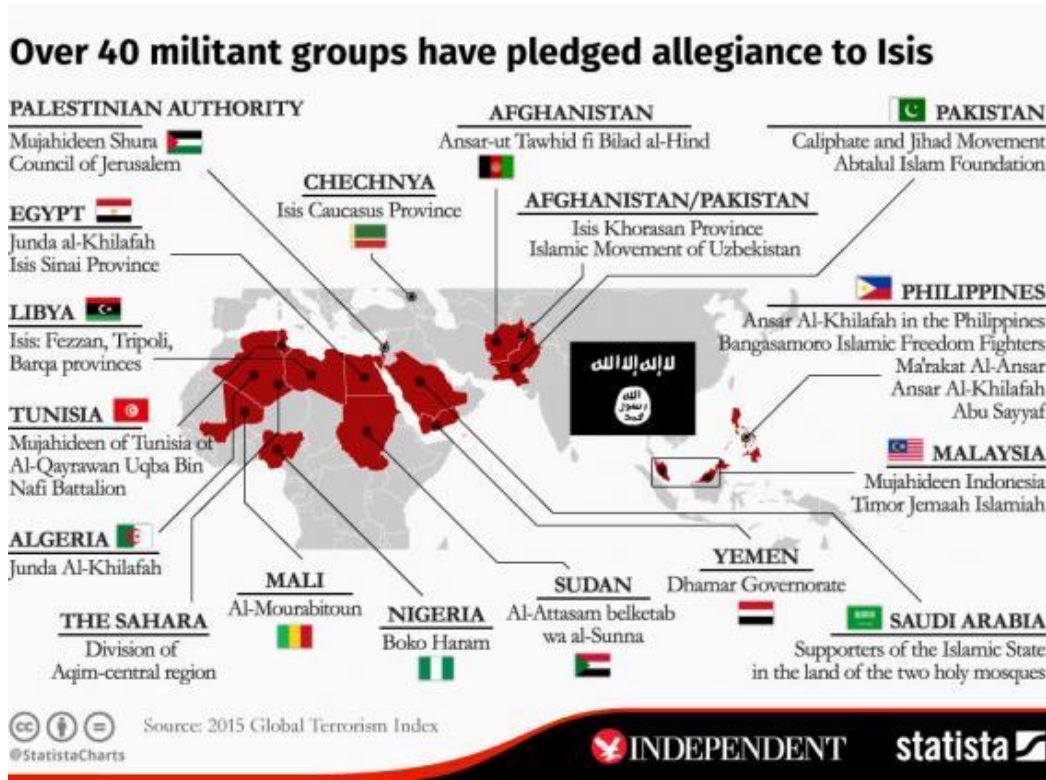 Over 40 militant groups have pledged allegiance to Isis
PALESTINIAN AUTHORITY
Mujahideen Shura
Council of Jerusalem
EGYPT
Junda al-Khilafah
Isis Sinai Province
LIBYA
Isis: Fezzan, Tripoli,
Barqa provinces
TUNISIA
Mujahideen of Tunisia of
Al-Qayrawan Uqba Bin
Nafi Battalion
ALGERIA
Junda Al-Khilafah
THE SAHARA
Division of
Aqim-central region
MALI
Al-Mourabitoun
NIGERIA
Boko Haram
SUDAN
Al-Attasam belketab
wa al-Sunna
YEMEN
Dhamar Governorate
SAUDI ARABIA
Supporters of the Islamic State
in the land of the two holy mosques
MALAYSIA
Mujahideen Indonesia
Timor Jemaah Islamiah
PHILIPPINES
Ansar Al-Khilafah in the Philippines
Bangasamoro Islamic Freedom Fighters
Ma'rakat Al-Ansar
Ansar Al-Khilafah
Abu Sayyaf
PAKISTAN
Caliphate and Jihad Movement
Abtalul Islam Foundation
AFGHANISTAN
Ansar-ut Tawhid fi Bilad al-Hind
AFGHANISTAN/PAKISTAN
Isis Khorasan Province
Islamic Movement of Uzbekistan
CHECHNYA
Isis Caucasus Province
لا إله إلا الله
الله
رسول
محمد
cc
@StatistaCharts
Source: 2015 Global Terrorism Index
INDEPENDENT
statista